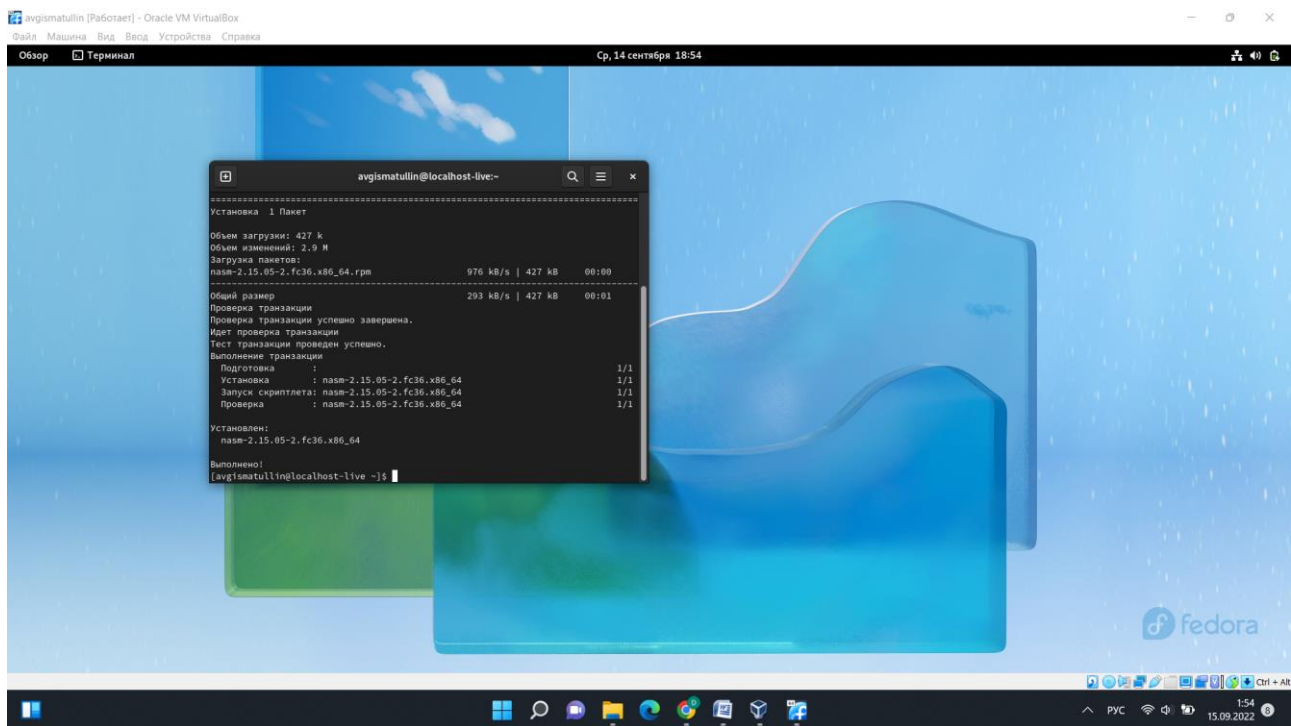 avgismatullin [Работает] - Oracle VM VirtualBox
Файл Машина Вид Ввод Устройства Справка
Обзор Терминал Ср, 14 сентября 18:54
avgismatullin@localhost-live:~
================================================================================
Установка 1 Пакет
Объем загрузки: 427 k
Объем изменений: 2.9 M
Загрузка пакетов:
nasm-2.15.05-2.fc36.x86_64.rpm 976 kB/s | 427 kB 00:00
--------------------------------------------------------------------------------
Общий размер 293 kB/s | 427 kB 00:01
Проверка транзакции
Проверка транзакции успешно завершена.
Идет проверка транзакции
Тест транзакции проведен успешно.
Выполнение транзакции
Подготовка : 1/1
Установка : nasm-2.15.05-2.fc36.x86_64 1/1
Запуск скриптлета: nasm-2.15.05-2.fc36.x86_64 1/1
Проверка : nasm-2.15.05-2.fc36.x86_64 1/1
Установлен:
nasm-2.15.05-2.fc36.x86_64
Выполнено!
[avgismatullin@localhost-live ~]$
fedora
Ctrl + Alt
РУС 1:54
15.09.2022 8